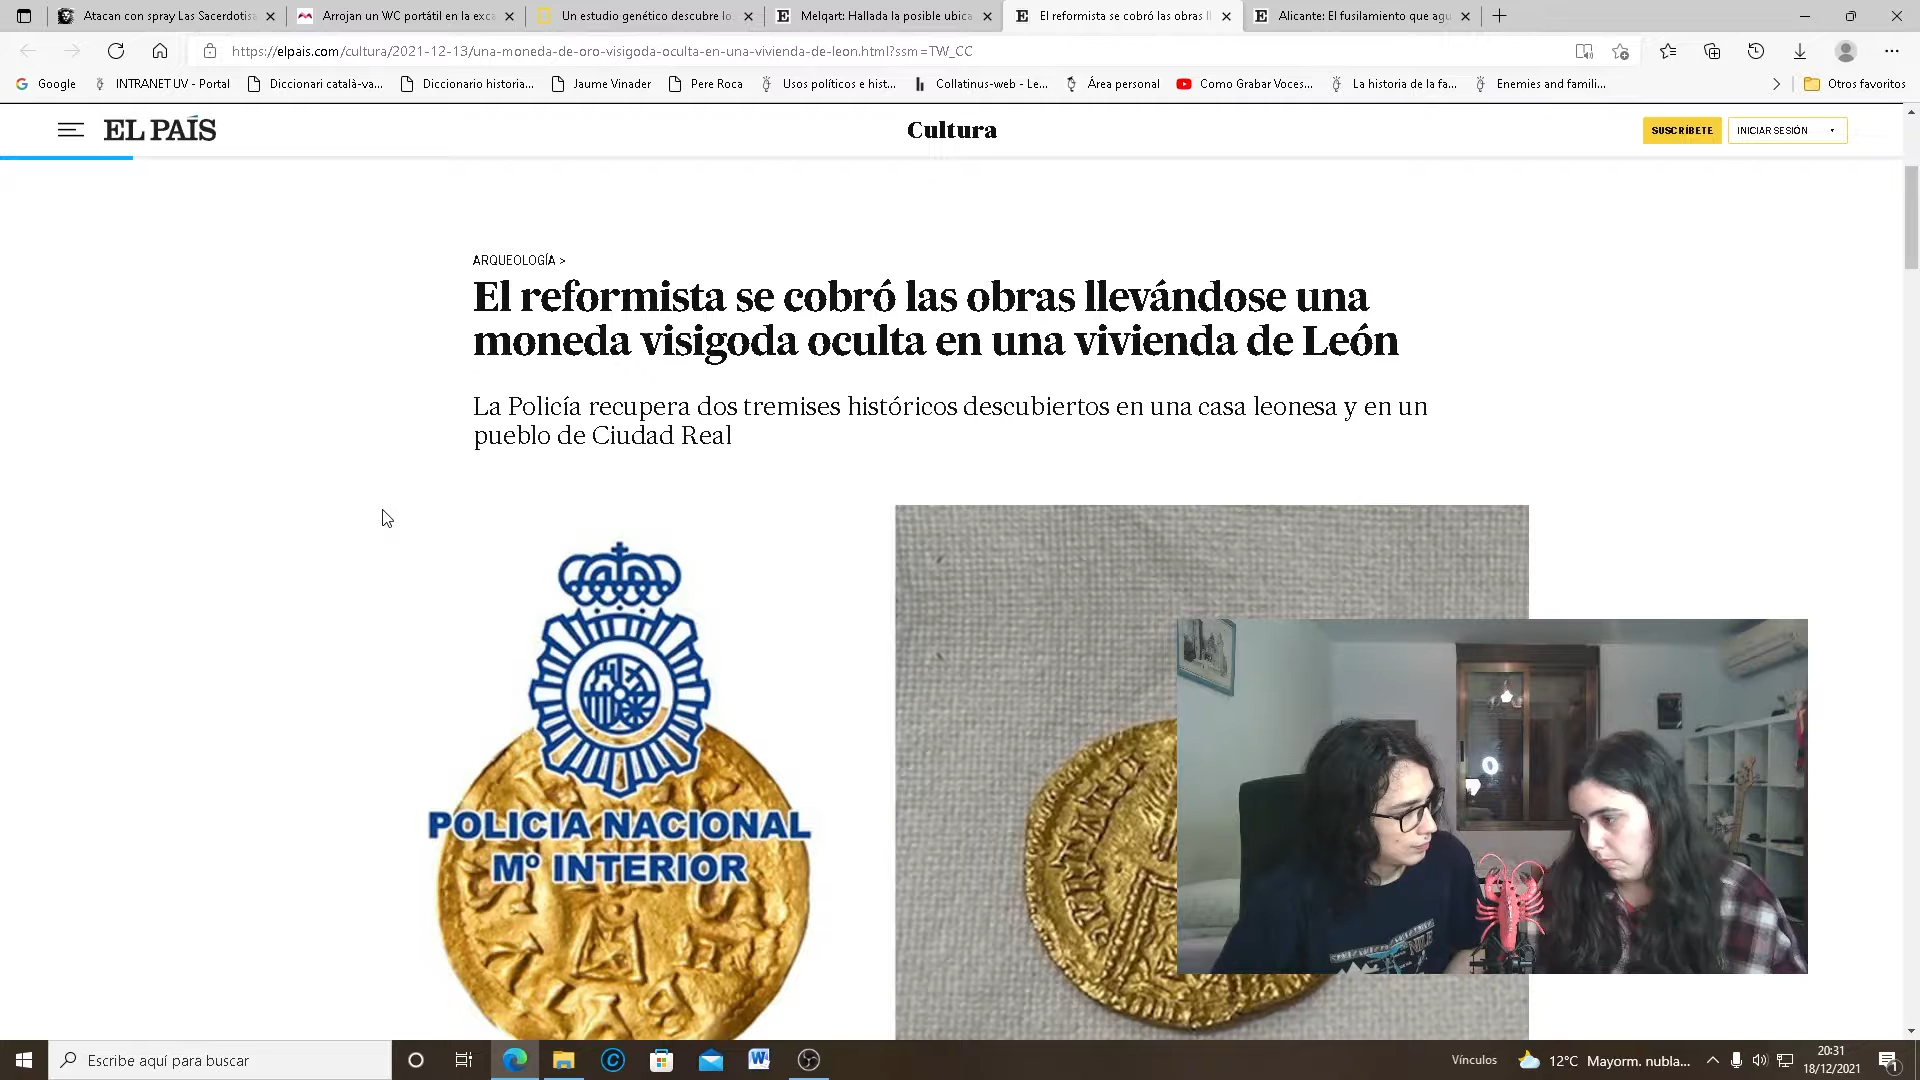 Atacan con spray Las Sacerdotisa
Arrojan un WC portátil en la exca
Un estudio genético descubre lo
Melqart: Hallada la posible ubica
El reformista se cobró las obras ll
Alicante: El fusilamiento que agu
https://elpais.com/cultura/2021-12-13/una-moneda-de-oro-visigoda-oculta-en-una-vivienda-de-leon.html?ssm=TW_CC
Google
INTRANET UV - Portal
Diccionari català-va...
Diccionario historia...
Jaume Vinader
Pere Roca
Usos políticos e hist...
Collatinus-web - Le...
Área personal
Como Grabar Voces...
La historia de la fa...
Enemies and famili...
Otros favoritos
EL PAÍS
Cultura
SUSCRÍBETE
INICIAR SESIÓN
ARQUEOLOGÍA >
El reformista se cobró las obras llevándose una
moneda visigoda oculta en una vivienda de León
La Policía recupera dos tremises históricos descubiertos en una casa leonesa y en un
pueblo de Ciudad Real
POLICIA NACIONAL
Mº INTERIOR
NILE
Escribe aquí para buscar
Vínculos
12°C Mayorm. nubla...
20:31
18/12/2021
1